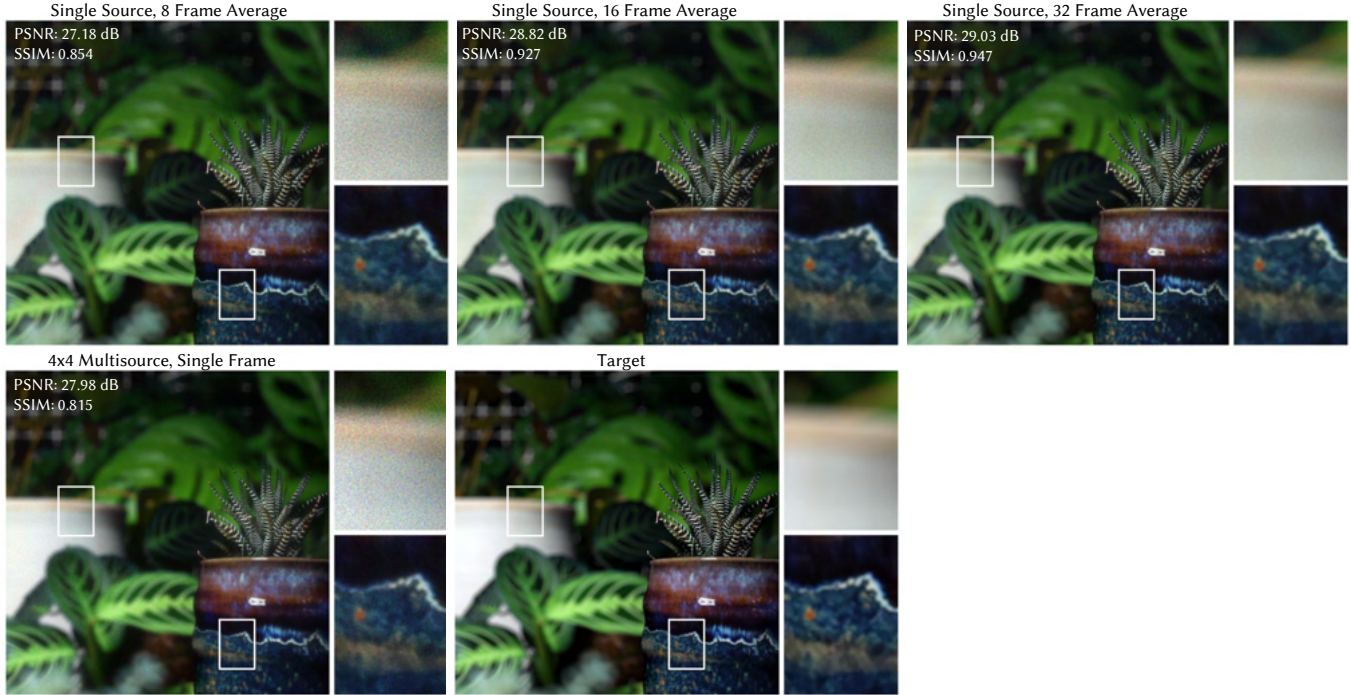 Single Source, 8 Frame Average
PSNR: 27.18 dB
SSIM: 0.854
Single Source, 16 Frame Average
PSNR: 28.82 dB
SSIM: 0.927
Single Source, 32 Frame Average
PSNR: 29.03 dB
SSIM: 0.947
4x4 Multisource, Single Frame
PSNR: 27.98 dB
SSIM: 0.815
Target